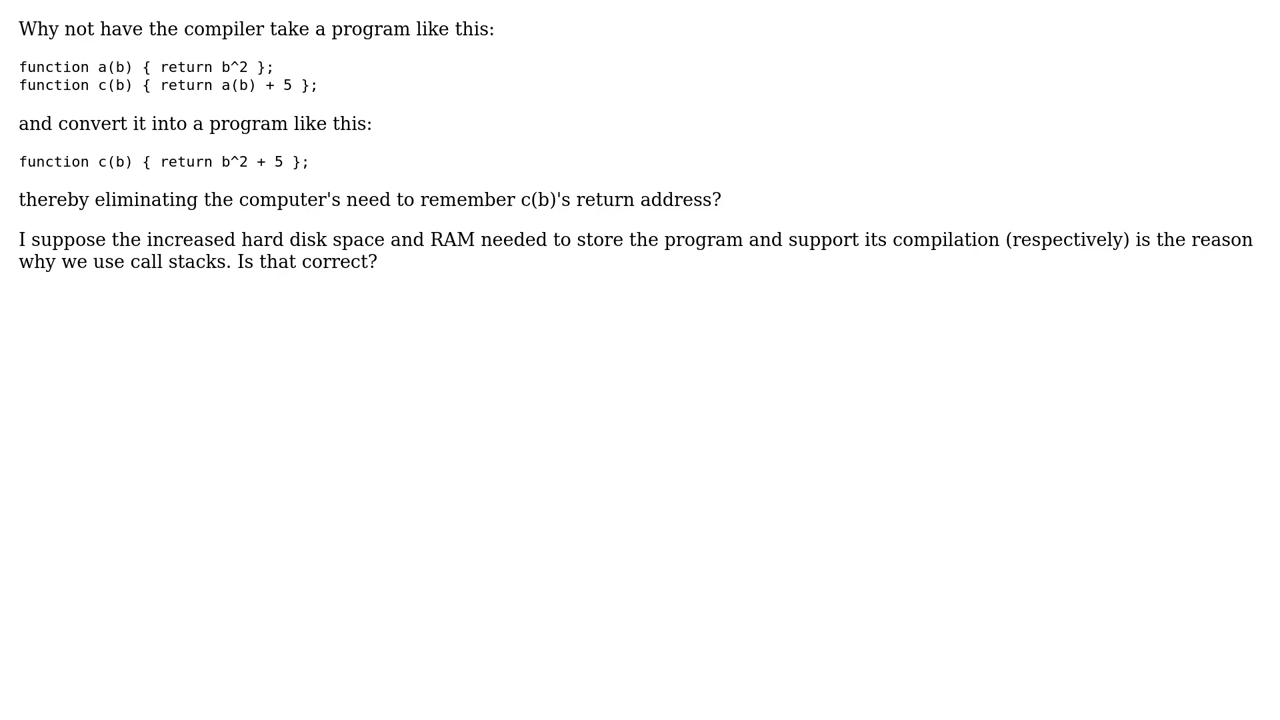 Why not have the compiler take a program like this:
function a(b) { return b^2 };
function c(b) { return a(b) + 5 };
and convert it into a program like this:
function c(b) { return b^2 + 5 };
thereby eliminating the computer's need to remember c(b)'s return address?
I suppose the increased hard disk space and RAM needed to store the program and support its compilation (respectively) is the reason
why we use call stacks. Is that correct?